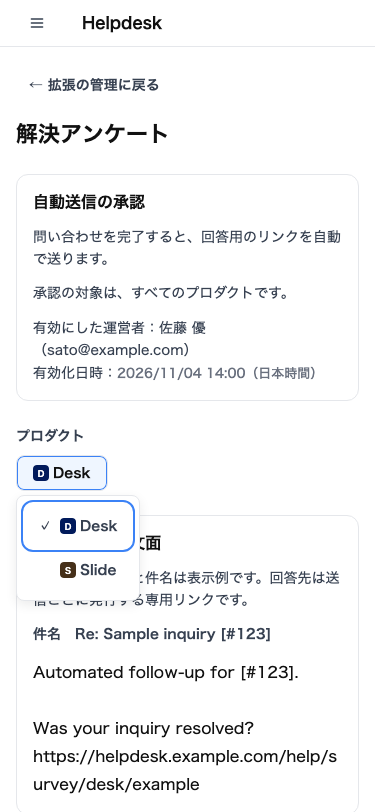 Helpdesk
← 拡張の管理に戻る
解決アンケート
自動送信の承認
問い合わせを完了すると、回答用のリンクを自動
で送ります。
承認の対象は、すべてのプロダクトです。
有効にした運営者：佐藤 優
（sato@example.com）
有効化日時：2026/11/04 14:00（日本時間）
プロダクト
D Desk
✓ D Desk
S Slide
文面
と件名は表示例です。回答先は送
信ごとに発行する専用リンクです。
件名 Re: Sample inquiry [#123]
Automated follow-up for [#123].
Was your inquiry resolved?
https://helpdesk.example.com/help/s
urvey/desk/example